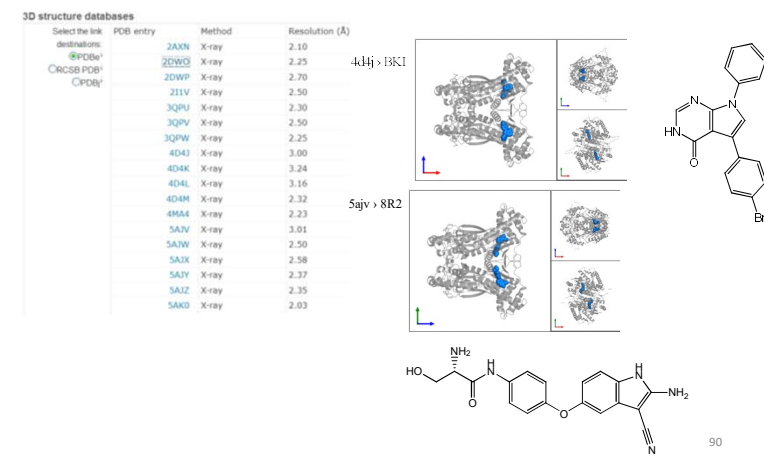 3D structure databases
Select the link destinations: PDB entry Method Resolution (Å)
PDBe
RCSB PDB
PDBj
2AXN X-ray 2.10
2DWO X-ray 2.25
2DWP X-ray 2.70
2I1V X-ray 2.50
3QPU X-ray 2.30
3QPV X-ray 2.50
3QPW X-ray 2.25
4D4J X-ray 3.00
4D4K X-ray 3.24
4D4L X-ray 3.16
4D4M X-ray 2.32
4MA4 X-ray 2.23
5AJV X-ray 3.01
5AJW X-ray 2.50
5AJX X-ray 2.58
5AJY X-ray 2.37
5AJZ X-ray 2.35
5AK0 X-ray 2.03
4d4j › BKI
5ajv › 8R2
N
N
HN
O
Br
NH2
HO
O
H
N
O
H
N
NH2
N
90